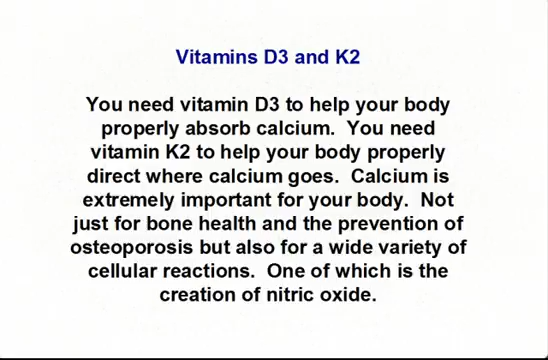 Vitamins D3 and K2
You need vitamin D3 to help your body
properly absorb calcium.  You need
vitamin K2 to help your body properly
direct where calcium goes.  Calcium is
extremely important for your body.  Not
just for bone health and the prevention of
osteoporosis but also for a wide variety of
cellular reactions.  One of which is the
creation of nitric oxide.